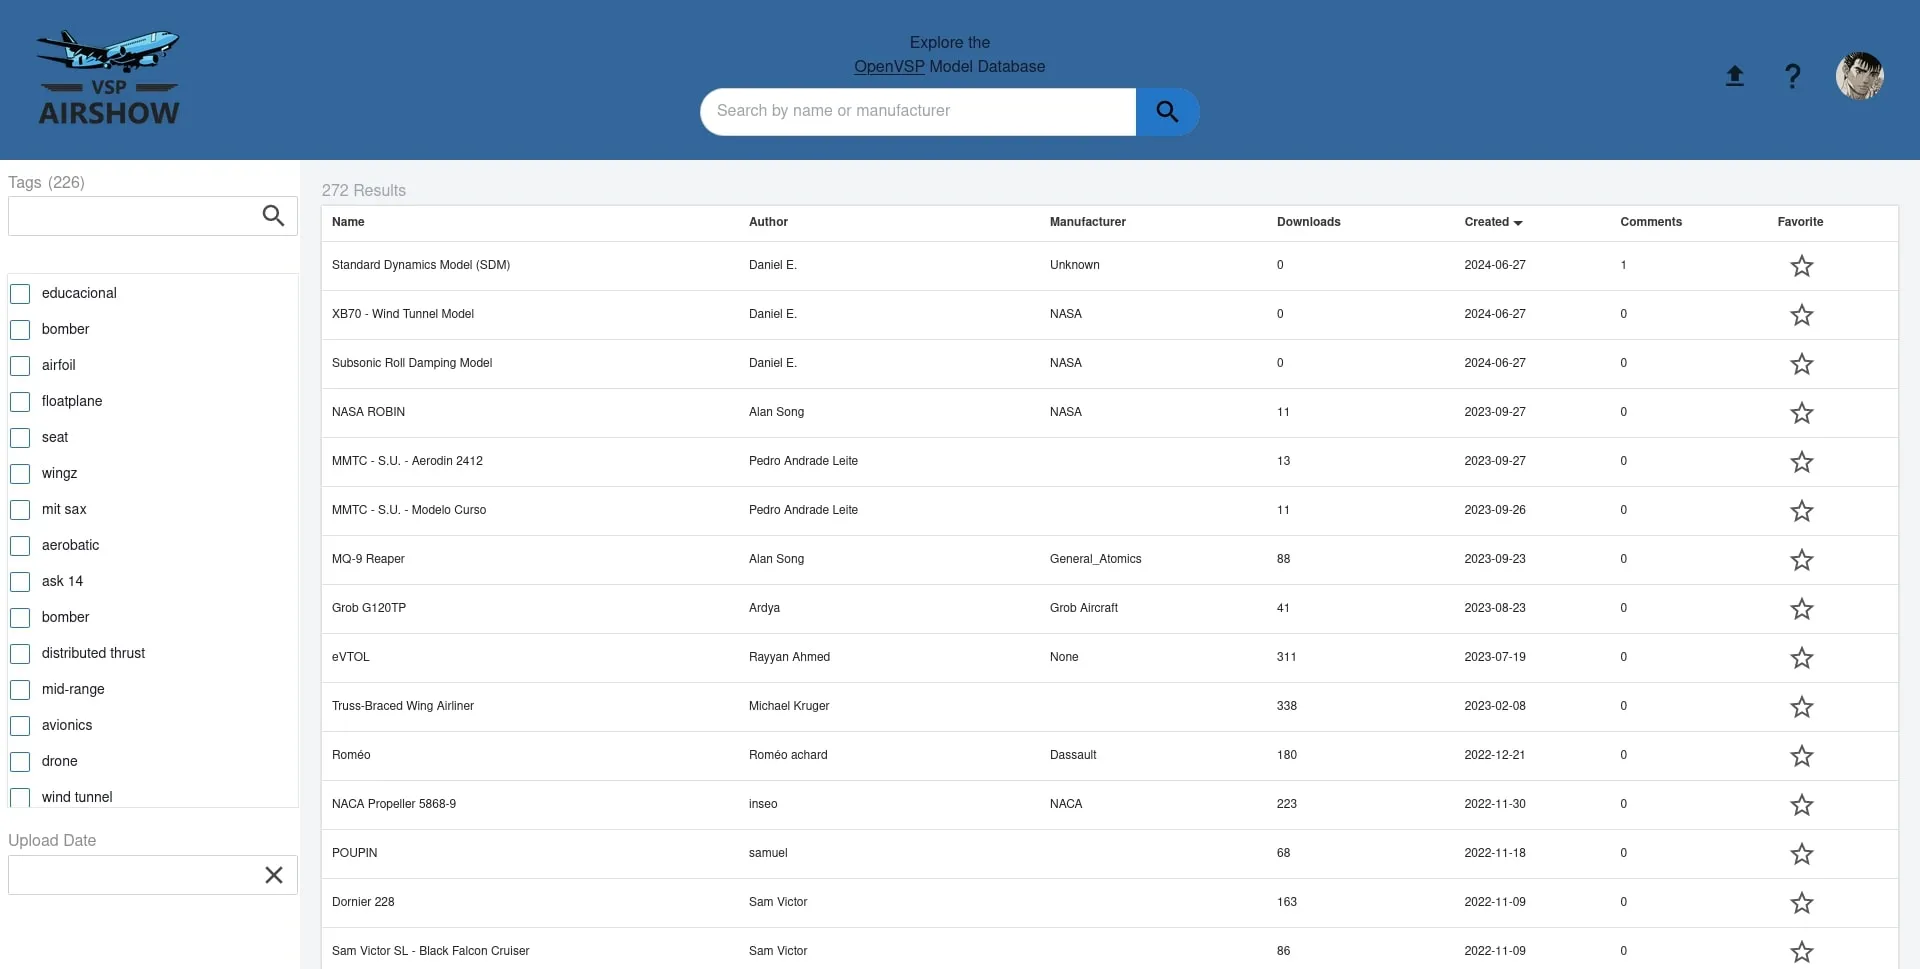 VSP
AIRSHOW
Explore the
OpenVSP Model Database
Search by name or manufacturer
?
Tags (226)
educacional
bomber
airfoil
floatplane
seat
wingz
mit sax
aerobatic
ask 14
bomber
distributed thrust
mid-range
avionics
drone
wind tunnel
Upload Date
272 Results
Name Author Manufacturer Downloads Created Comments Favorite
Standard Dynamics Model (SDM) Daniel E. Unknown 0 2024-06-27 1
XB70 - Wind Tunnel Model Daniel E. NASA 0 2024-06-27 0
Subsonic Roll Damping Model Daniel E. NASA 0 2024-06-27 0
NASA ROBIN Alan Song NASA 11 2023-09-27 0
MMTC - S.U. - Aerodin 2412 Pedro Andrade Leite 13 2023-09-27 0
MMTC - S.U. - Modelo Curso Pedro Andrade Leite 11 2023-09-26 0
MQ-9 Reaper Alan Song General_Atomics 88 2023-09-23 0
Grob G120TP Ardya Grob Aircraft 41 2023-08-23 0
eVTOL Rayyan Ahmed None 311 2023-07-19 0
Truss-Braced Wing Airliner Michael Kruger 338 2023-02-08 0
Roméo Roméo achard Dassault 180 2022-12-21 0
NACA Propeller 5868-9 inseo NACA 223 2022-11-30 0
POUPIN samuel 68 2022-11-18 0
Dornier 228 Sam Victor 163 2022-11-09 0
Sam Victor SL - Black Falcon Cruiser Sam Victor 86 2022-11-09 0